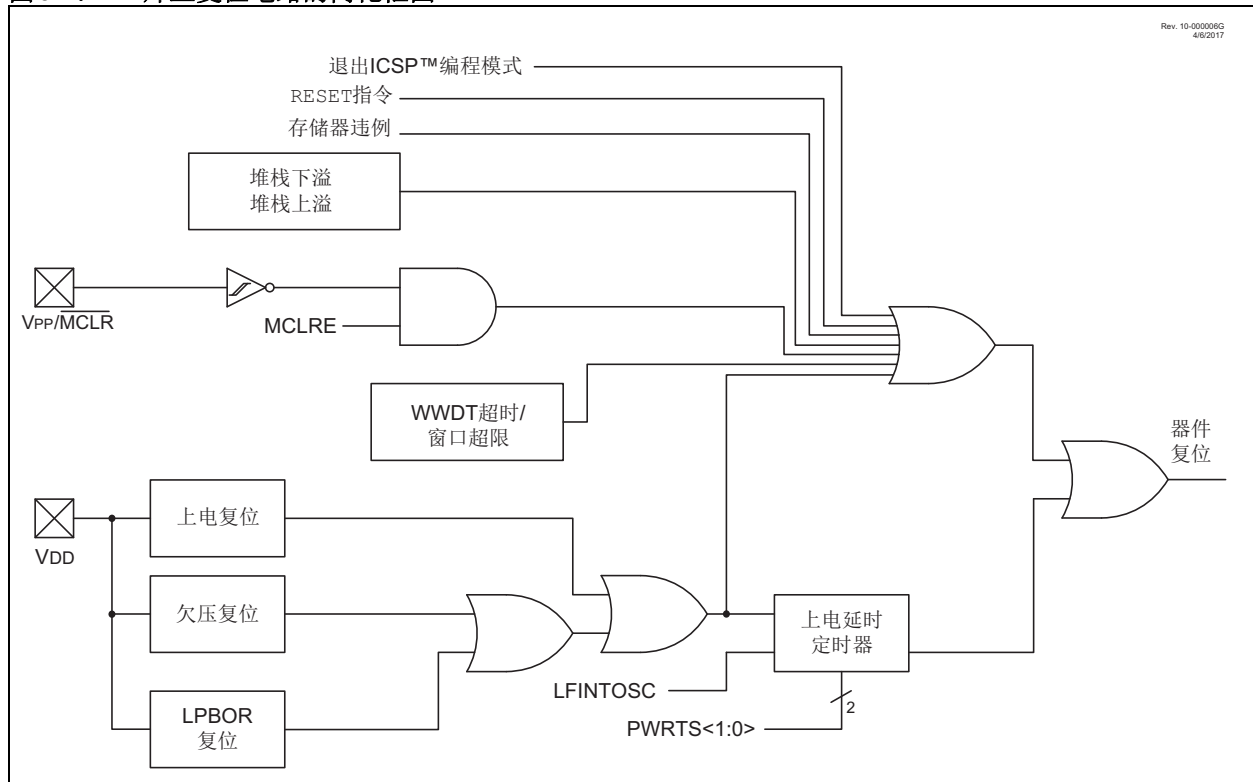 Rev. 10-000006G
4/6/2017
退出ICSP™编程模式
RESET指令
存储器违例
堆栈下溢
堆栈上溢
VPP/MCLR
MCLRE
WWDT超时/
窗口超限
器件
复位
VDD
上电复位
欠压复位
上电延时
定时器
LFINTOSC
LPBOR
复位
2
PWRTS<1:0>